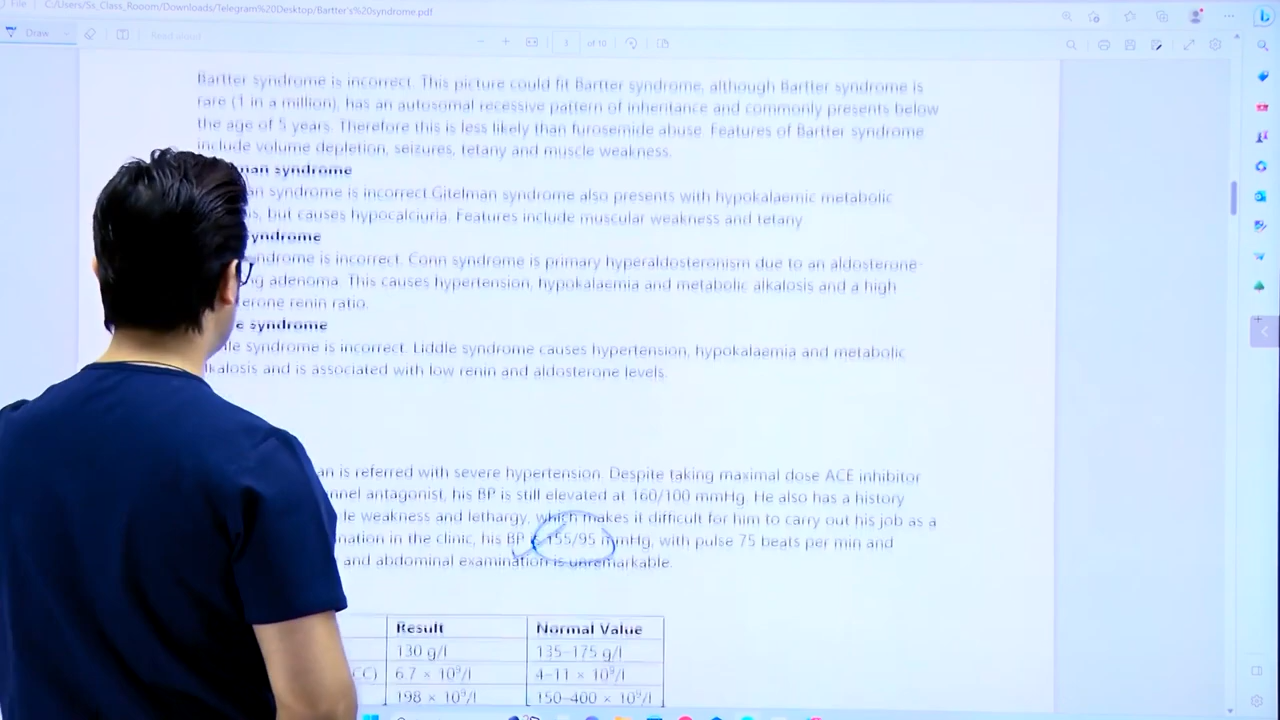 File
C:/Users/Ss_Class_Rooom/Downloads/Telegram%20Desktop/Bartter's%20syndrome.pdf
Draw
Read aloud
1 of 10
Bartter syndrome is incorrect. This picture could fit Bartter syndrome, although Bartter syndrome is
rare (1 in a million), has an autosomal recessive pattern of inheritance and commonly presents below
the age of 5 years. Therefore this is less likely than furosemide abuse. Features of Bartter syndrome
include volume depletion, seizures, tetany and muscle weakness.
man syndrome
an syndrome is incorrect.Gitelman syndrome also presents with hypokalaemic metabolic
is, but causes hypocalciuria. Features include muscular weakness and tetany
yndrome
ndrome is incorrect. Conn syndrome is primary hyperaldosteronism due to an aldosterone-
ng adenoma. This causes hypertension, hypokalaemia and metabolic alkalosis and a high
terone renin ratio.
e syndrome
le syndrome is incorrect. Liddle syndrome causes hypertension, hypokalaemia and metabolic
lkalosis and is associated with low renin and aldosterone levels.
an is referred with severe hypertension. Despite taking maximal dose ACE inhibitor
nnel antagonist, his BP is still elevated at 160/100 mmHg. He also has a history
le weakness and lethargy, which makes it difficult for him to carry out his job as a
ination in the clinic, his BP is 155/95 mmHg, with pulse 75 beats per min and
and abdominal examination is unremarkable.
Result Normal Value
130 g/l 135–175 g/l
CC) 6.7 × 10⁹/l 4–11 × 10⁹/l
198 × 10⁹/l 150–400 × 10⁹/l